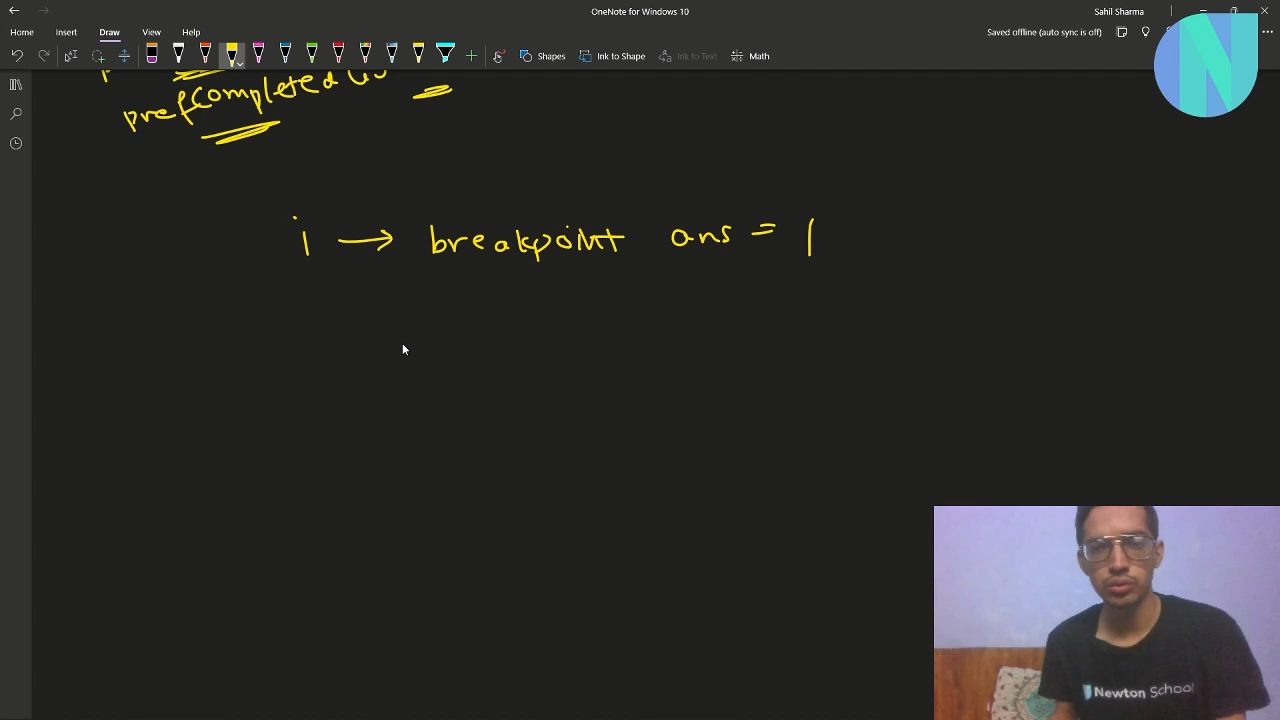 OneNote for Windows 10
Sahil Sharma
Home Insert Draw View Help
Saved offline (auto sync is off)
Shapes Ink to Shape Ink to Text Math
prefCompleted
i → breakpoint ans = 1
Newton School